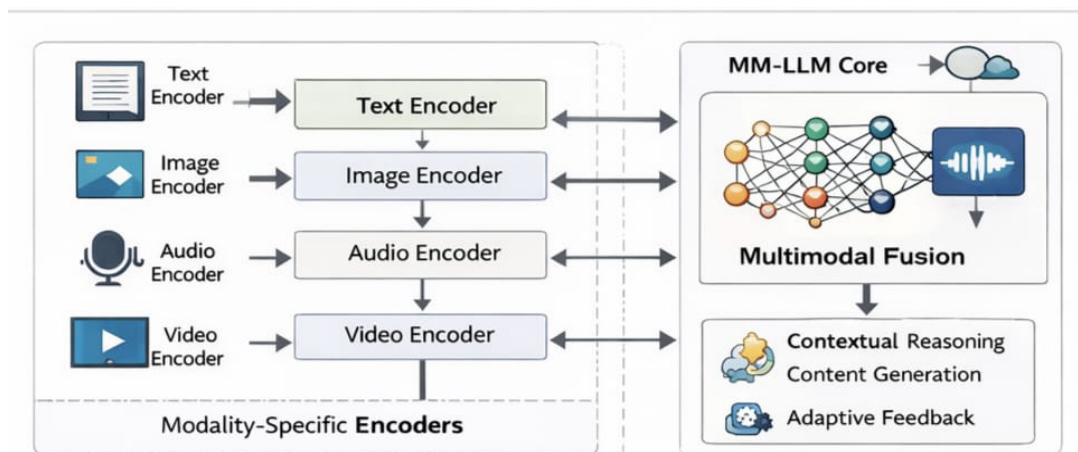 Text
Encoder
Text Encoder
Image
Encoder
Image Encoder
Audio
Encoder
Audio Encoder
Video
Encoder
Video Encoder
Modality-Specific Encoders
MM-LLM Core
Multimodal Fusion
Contextual Reasoning
Content Generation
Adaptive Feedback